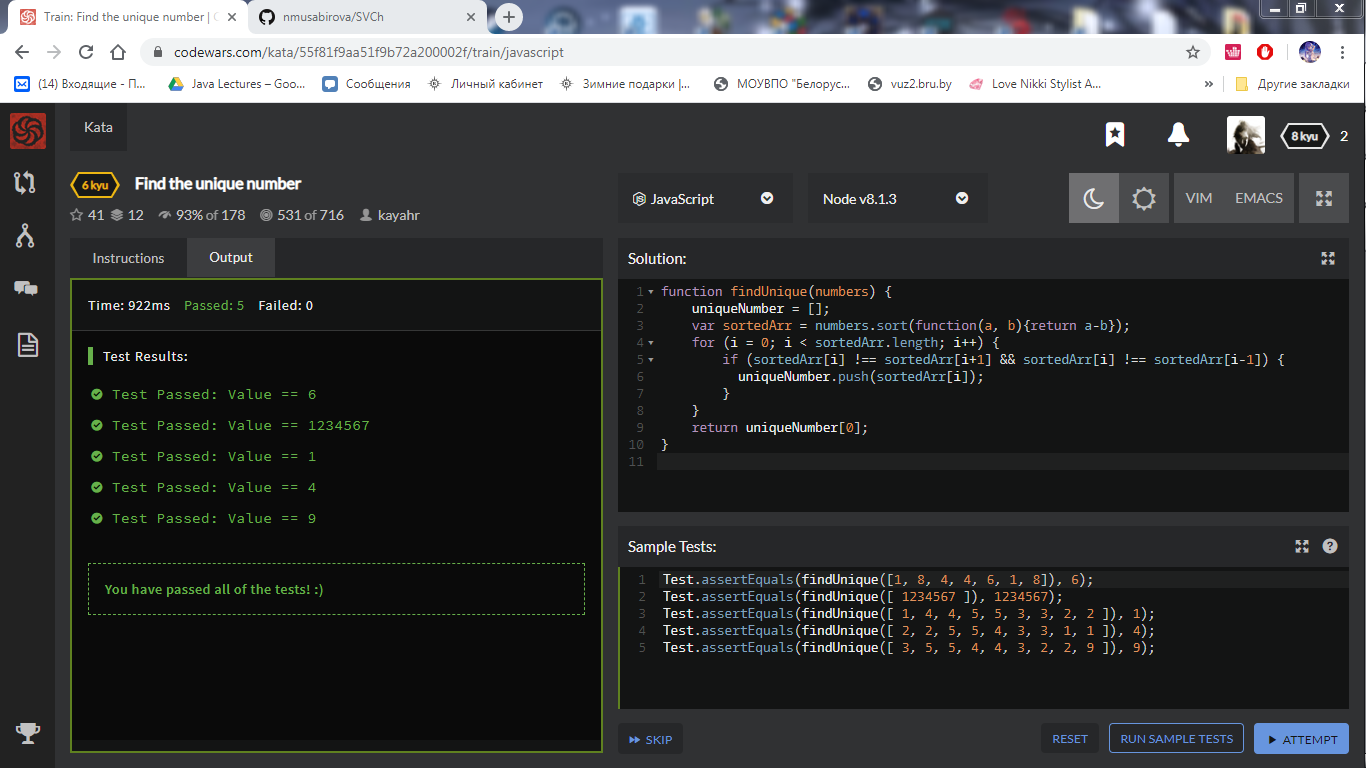 Train: Find the unique number | C
nmusabirova/SVCh
codewars.com/kata/55f81f9aa51f9b72a200002f/train/javascript
(14) Входящие - П...
Java Lectures – Goo...
Сообщения
Личный кабинет
Зимние подарки |...
МОУВПО "Белорус...
vuz2.bru.by
Love Nikki Stylist A...
»
Другие закладки
Kata
8 kyu 2
6 kyu Find the unique number
41 12 93% of 178 531 of 716 kayahr
JavaScript
Node v8.1.3
VIM EMACS
Instructions Output
Time: 922ms Passed: 5 Failed: 0
Test Results:
Test Passed: Value == 6
Test Passed: Value == 1234567
Test Passed: Value == 1
Test Passed: Value == 4
Test Passed: Value == 9
You have passed all of the tests! :)
Solution:
1 function findUnique(numbers) {
2 uniqueNumber = [];
3 var sortedArr = numbers.sort(function(a, b){return a-b});
4 for (i = 0; i < sortedArr.length; i++) {
5 if (sortedArr[i] !== sortedArr[i+1] && sortedArr[i] !== sortedArr[i-1]) {
6 uniqueNumber.push(sortedArr[i]);
7 }
8 }
9 return uniqueNumber[0];
10 }
11
Sample Tests:
1 Test.assertEquals(findUnique([1, 8, 4, 4, 6, 1, 8]), 6);
2 Test.assertEquals(findUnique([ 1234567 ]), 1234567);
3 Test.assertEquals(findUnique([ 1, 4, 4, 5, 5, 3, 3, 2, 2 ]), 1);
4 Test.assertEquals(findUnique([ 2, 2, 5, 5, 4, 3, 3, 1, 1 ]), 4);
5 Test.assertEquals(findUnique([ 3, 5, 5, 4, 4, 3, 2, 2, 9 ]), 9);
SKIP
RESET
RUN SAMPLE TESTS
ATTEMPT